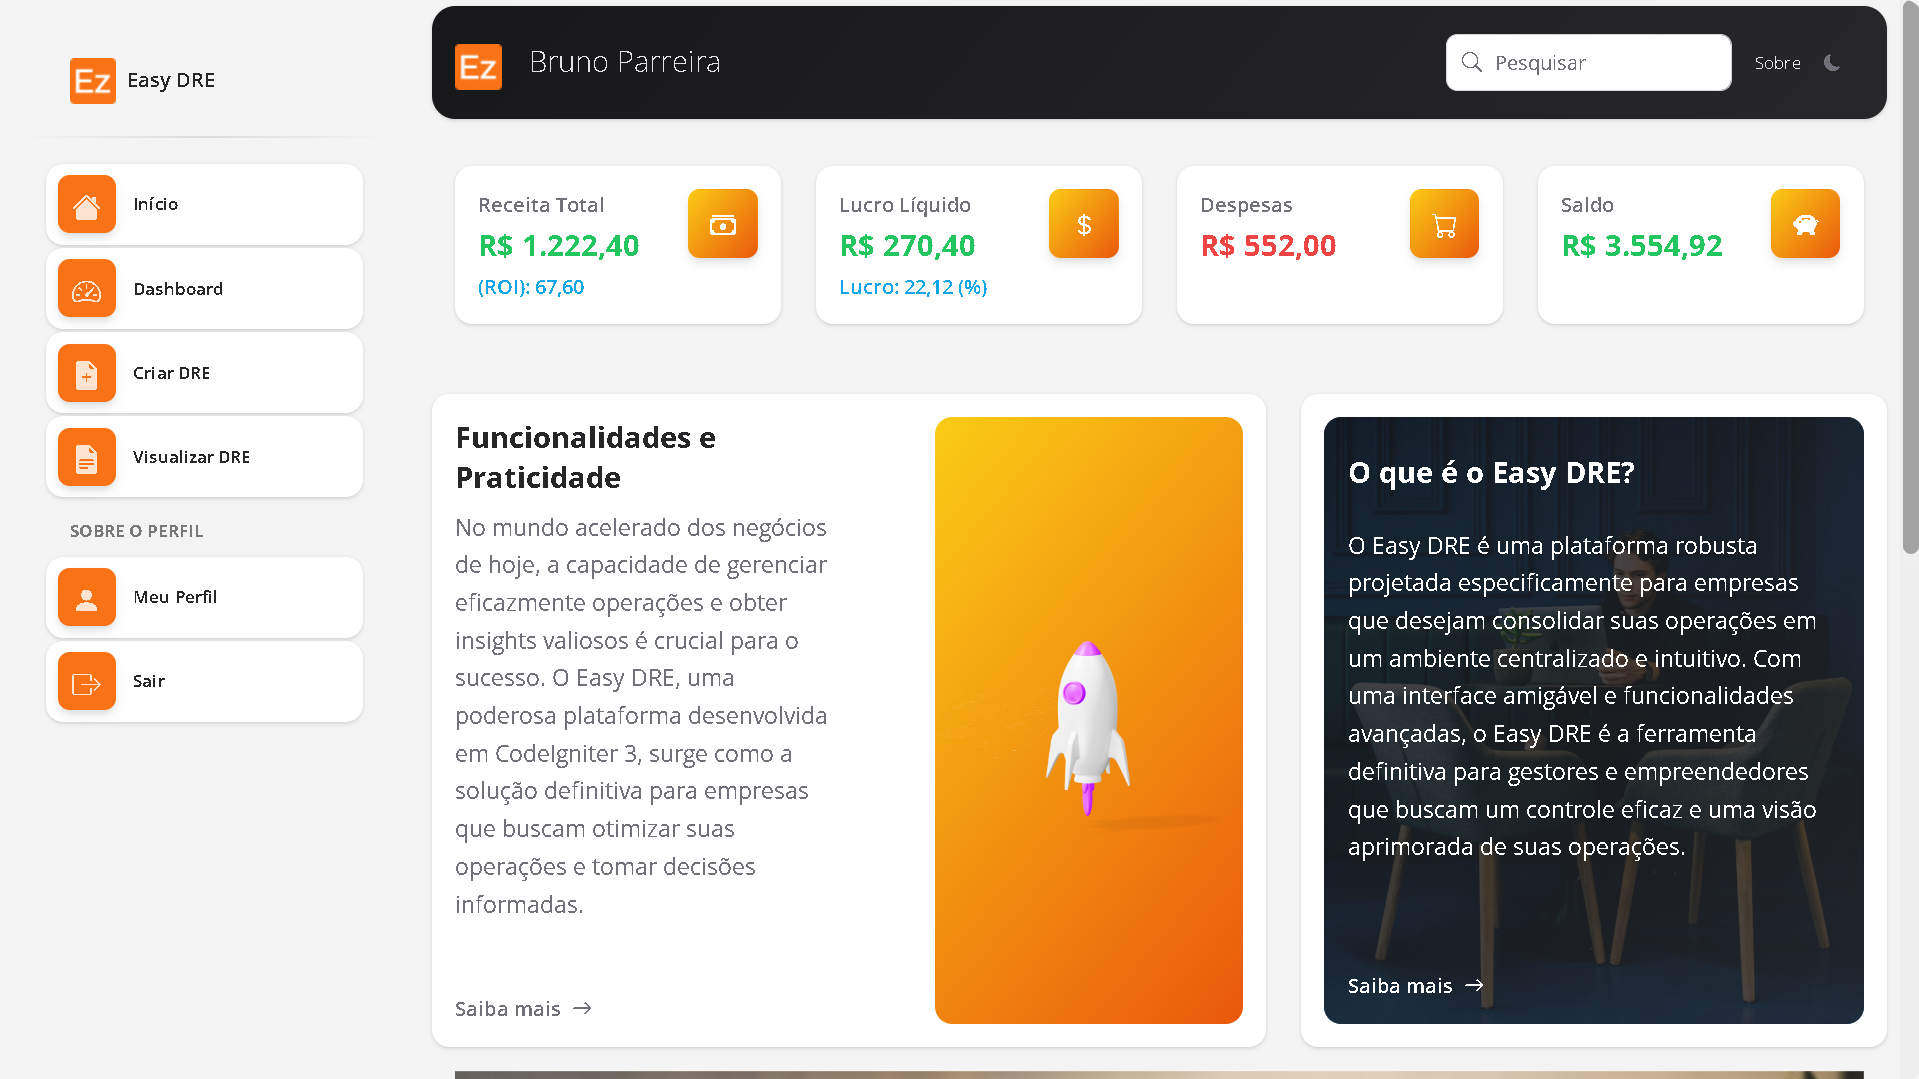 Ez Easy DRE
Início
Dashboard
Criar DRE
Visualizar DRE
SOBRE O PERFIL
Meu Perfil
Sair
Ez Bruno Parreira
Pesquisar
Sobre
Receita Total
R$ 1.222,40
(ROI): 67,60
Lucro Líquido
R$ 270,40
Lucro: 22,12 (%)
$
Despesas
R$ 552,00
Saldo
R$ 3.554,92
Funcionalidades e
Praticidade
No mundo acelerado dos negócios
de hoje, a capacidade de gerenciar
eficazmente operações e obter
insights valiosos é crucial para o
sucesso. O Easy DRE, uma
poderosa plataforma desenvolvida
em CodeIgniter 3, surge como a
solução definitiva para empresas
que buscam otimizar suas
operações e tomar decisões
informadas.
Saiba mais →
O que é o Easy DRE?
O Easy DRE é uma plataforma robusta
projetada especificamente para empresas
que desejam consolidar suas operações em
um ambiente centralizado e intuitivo. Com
uma interface amigável e funcionalidades
avançadas, o Easy DRE é a ferramenta
definitiva para gestores e empreendedores
que buscam um controle eficaz e uma visão
aprimorada de suas operações.
Saiba mais →